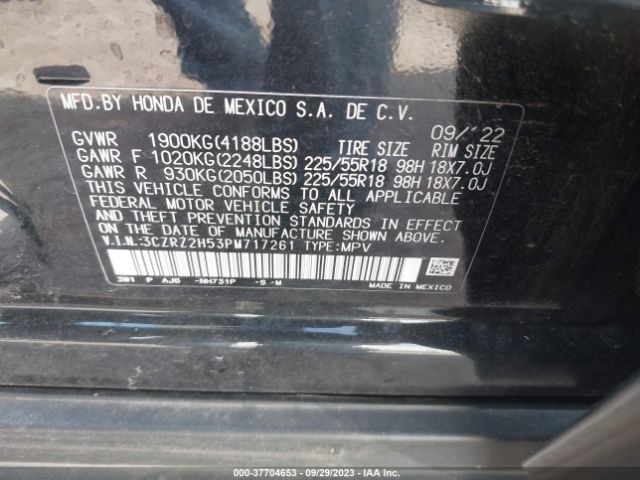 MFD.BY HONDA DE MEXICO S.A. DE C.V.
09/'22
GVWR 1900KG(4188LBS) TIRE SIZE RIM SIZE
GAWR F 1020KG(2248LBS) 225/55R18 98H 18X7.0J
GAWR R 930KG(2050LBS) 225/55R18 98H 18X7.0J
THIS VEHICLE CONFORMS TO ALL APPLICABLE
FEDERAL MOTOR VEHICLE SAFETY
AND THEFT PREVENTION STANDARDS IN EFFECT
ON THE DATE OF MANUFACTURE SHOWN ABOVE.
V.I.N.:3CZRZ2H53PM717261 TYPE:MPV
P AJ6 -NH731P -S -M
MADE IN MEXICO
000-37704653 - 09/29/2023 - IAA Inc.